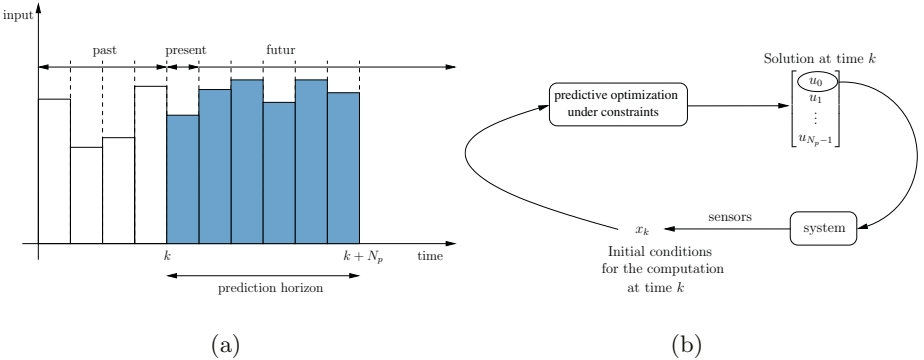 input
past
present
futur
k
k + N_p
time
prediction horizon
(a)
predictive optimization
under constraints
Solution at time k
u_0
u_1
⋮
u_{N_p-1}
sensors
system
x_k
Initial conditions
for the computation
at time k
(b)